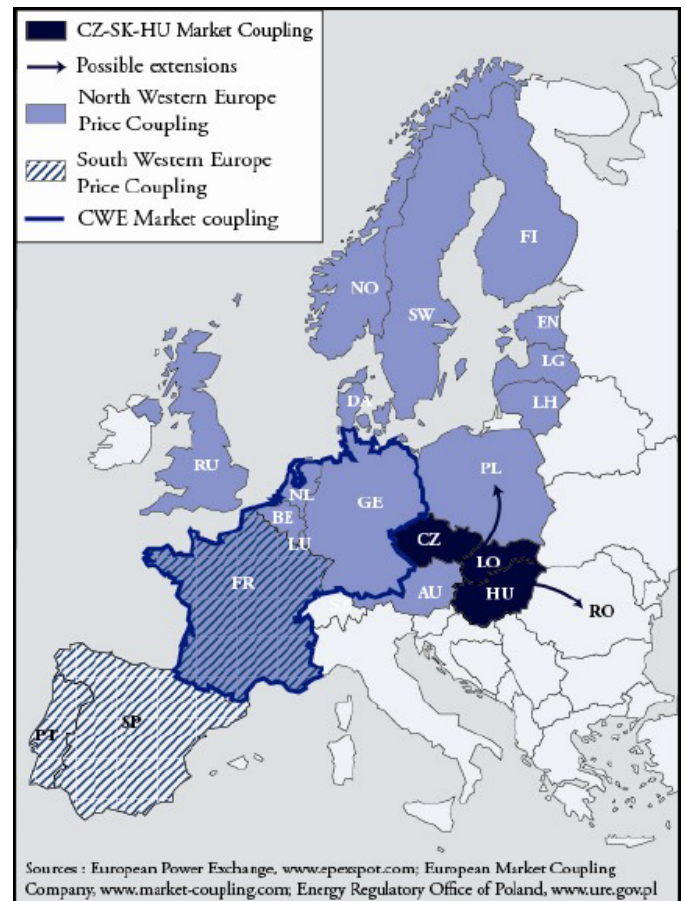 CZ-SK-HU Market Coupling
Possible extensions
North Western Europe
Price Coupling
South Western Europe
Price Coupling
CWE Market coupling
FI
NO
SW
EN
LG
DA
LH
RU
PL
NL
GE
BE
CZ
LU
LO
FR
AU
HU
SZ
RO
SP
PT
Sources : European Power Exchange, www.epexspot.com; European Market Coupling
Company, www.market-coupling.com; Energy Regulatory Office of Poland, www.ure.gov.pl